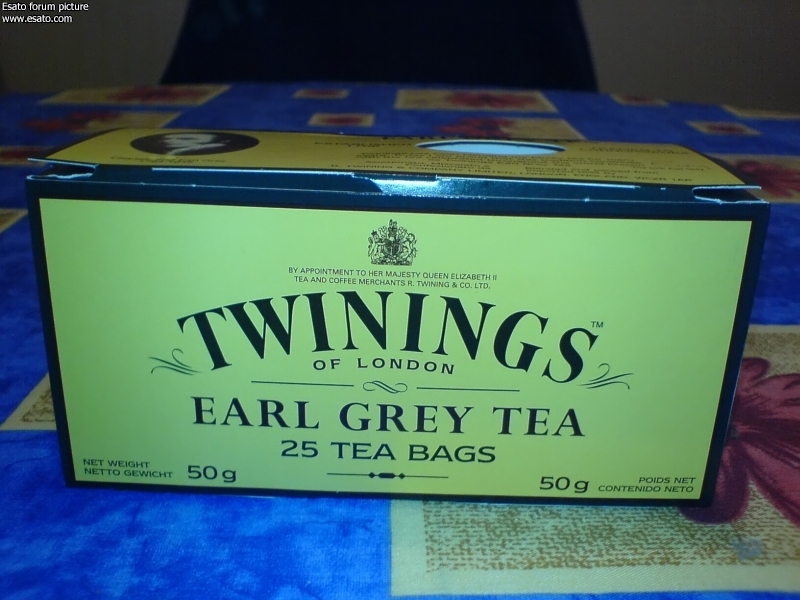 Esato forum picture
www.esato.com
BY APPOINTMENT TO HER MAJESTY QUEEN ELIZABETH II
TEA AND COFFEE MERCHANTS R. TWINING & CO. LTD.
TWININGS™
OF LONDON
EARL GREY TEA
25 TEA BAGS
NET WEIGHT
NETTO GEWICHT 50g
50g POIDS NET
CONTENIDO NETO